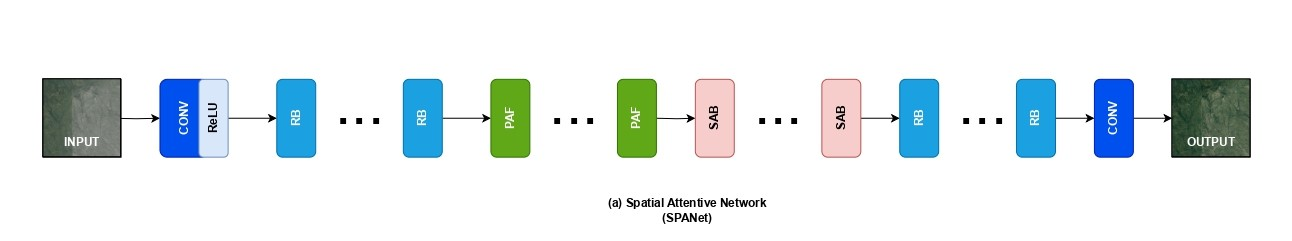 INPUT
CONV
ReLU
RB
RB
PAF
PAF
SAB
SAB
RB
RB
CONV
OUTPUT
(a) Spatial Attentive Network
(SPANet)